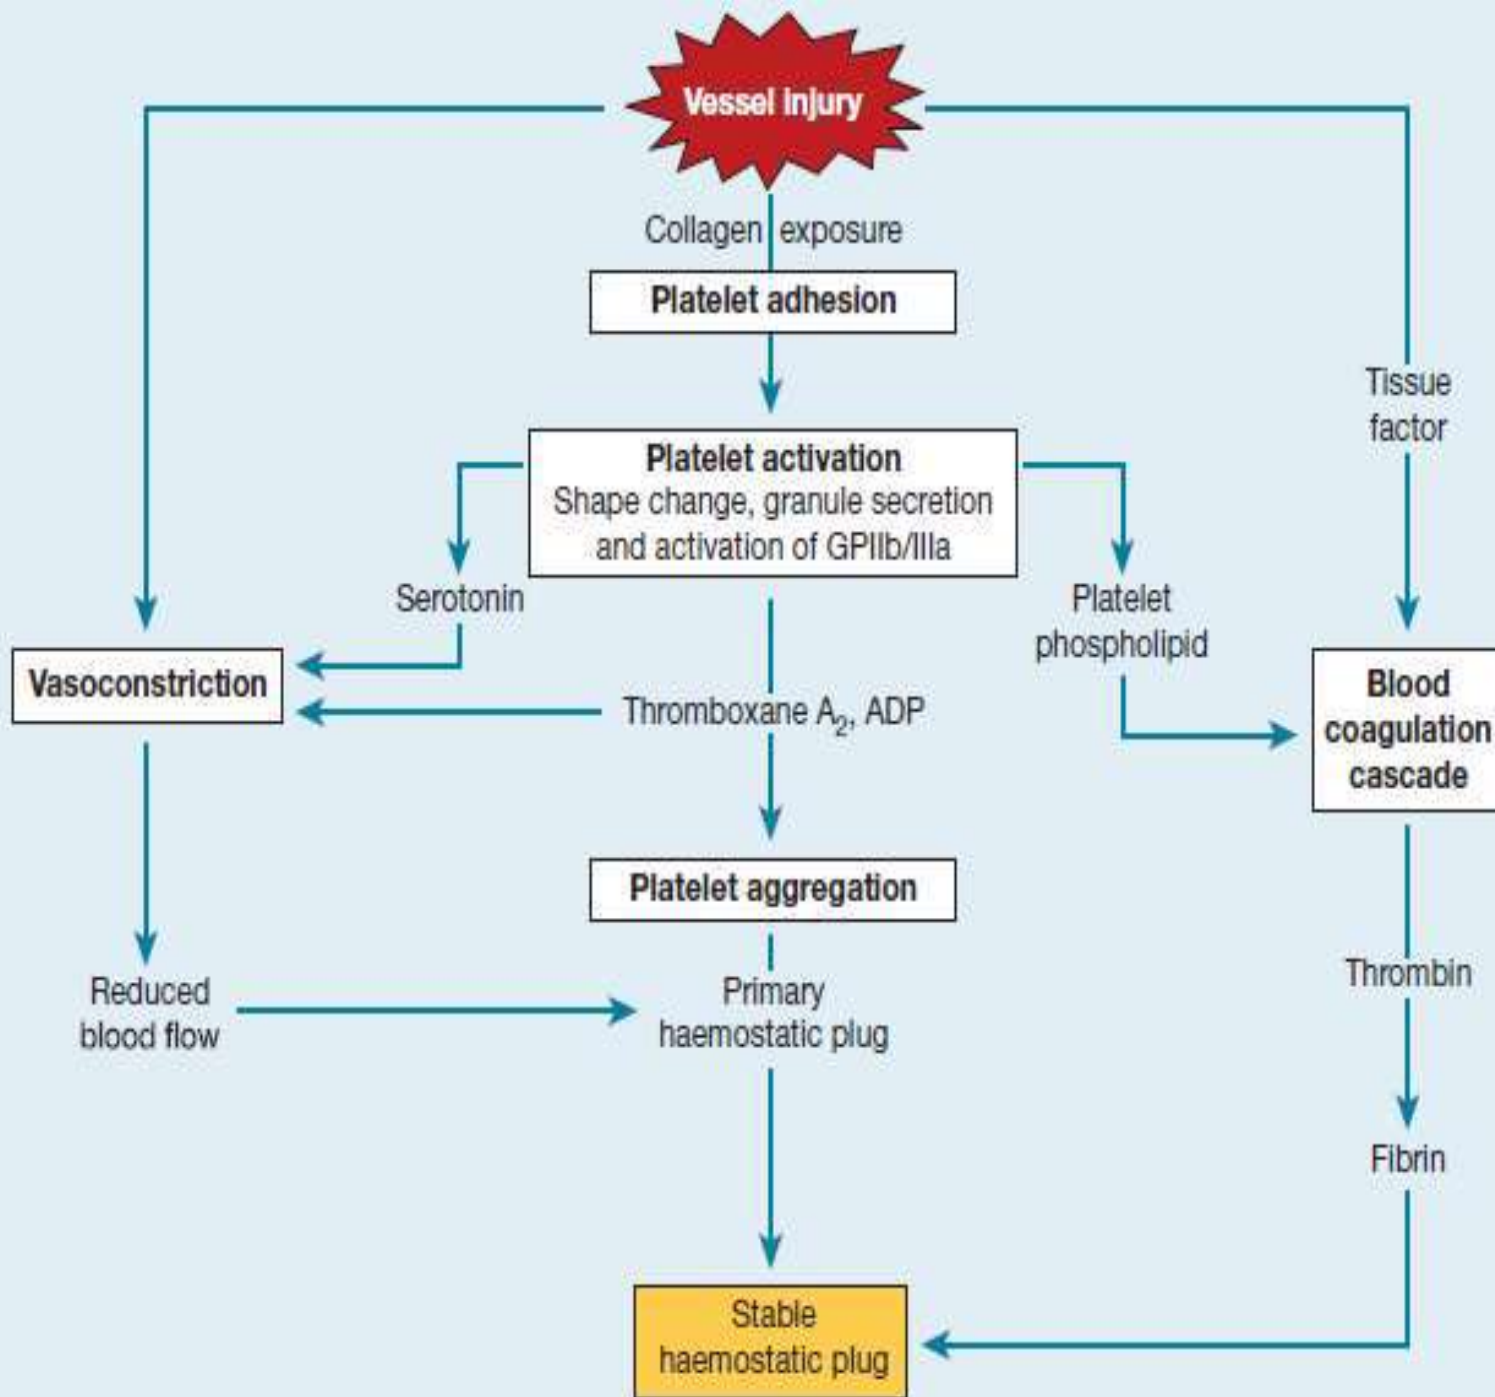 Vessel injury
Collagen exposure
Platelet adhesion
Tissue
factor
Platelet activation
Shape change, granule secretion
and activation of GPIIb/IIIa
Serotonin
Platelet
phospholipid
Vasoconstriction
Thromboxane A₂, ADP
Blood
coagulation
cascade
Platelet aggregation
Reduced
blood flow
Primary
haemostatic plug
Thrombin
Fibrin
Stable
haemostatic plug